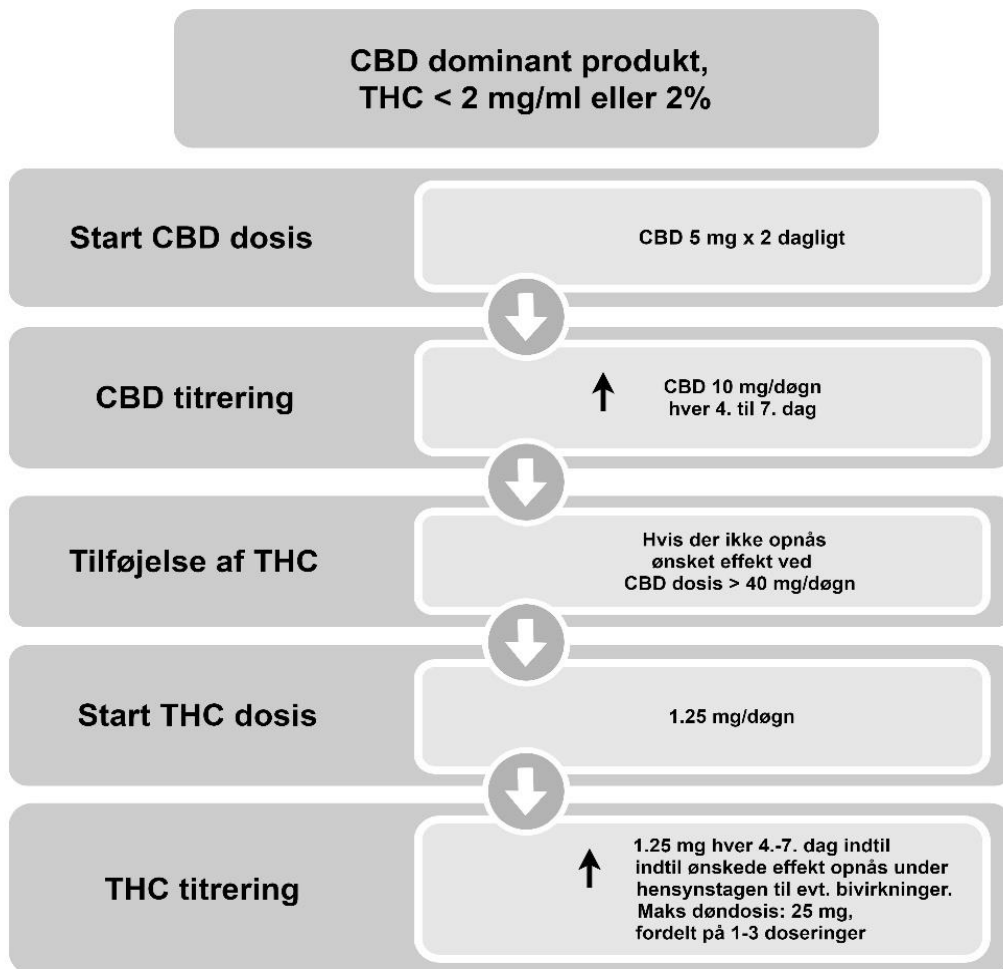 CBD dominant produkt,
THC < 2 mg/ml eller 2%
Start CBD dosis
CBD 5 mg x 2 dagligt
CBD titrering
CBD 10 mg/døgn
hver 4. til 7. dag
Tilføjelse af THC
Hvis der ikke opnås
ønsket effekt ved
CBD dosis > 40 mg/døgn
Start THC dosis
1.25 mg/døgn
THC titrering
1.25 mg hver 4.-7. dag indtil
indtil ønskede effekt opnås under
hensynstagen til evt. bivirkninger.
Maks døndosis: 25 mg,
fordelt på 1-3 doseringer